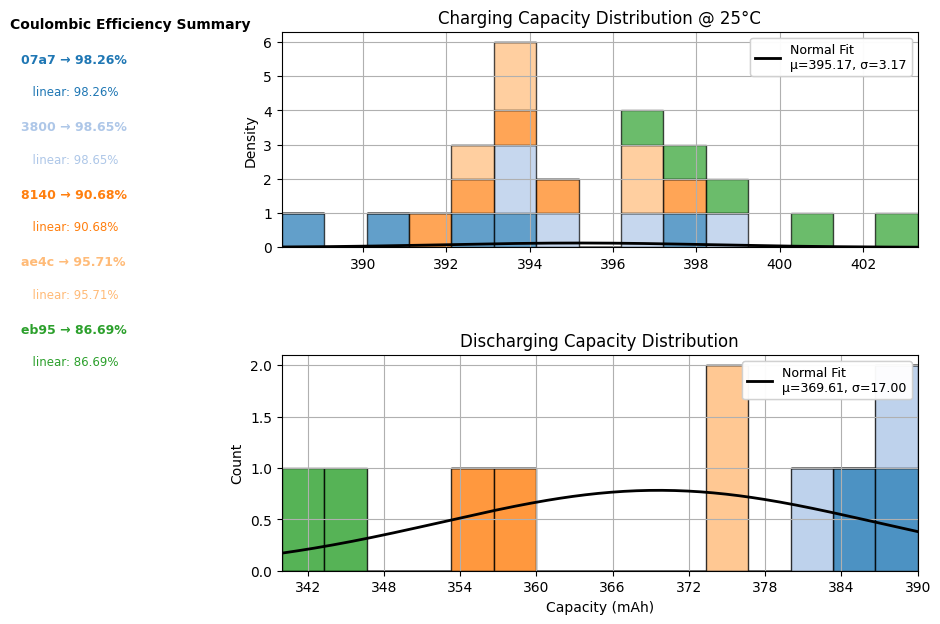 Coulombic Efficiency Summary
07a7 → 98.26%
linear: 98.26%
3800 → 98.65%
linear: 98.65%
8140 → 90.68%
linear: 90.68%
ae4c → 95.71%
linear: 95.71%
eb95 → 86.69%
linear: 86.69%
Charging Capacity Distribution @ 25°C
Normal Fit
μ=395.17, σ=3.17
Density
6
5
4
3
2
1
0
390 392 394 396 398 400 402
Discharging Capacity Distribution
Normal Fit
μ=369.61, σ=17.00
Count
2.0
1.5
1.0
0.5
0.0
342 348 354 360 366 372 378 384 390
Capacity (mAh)